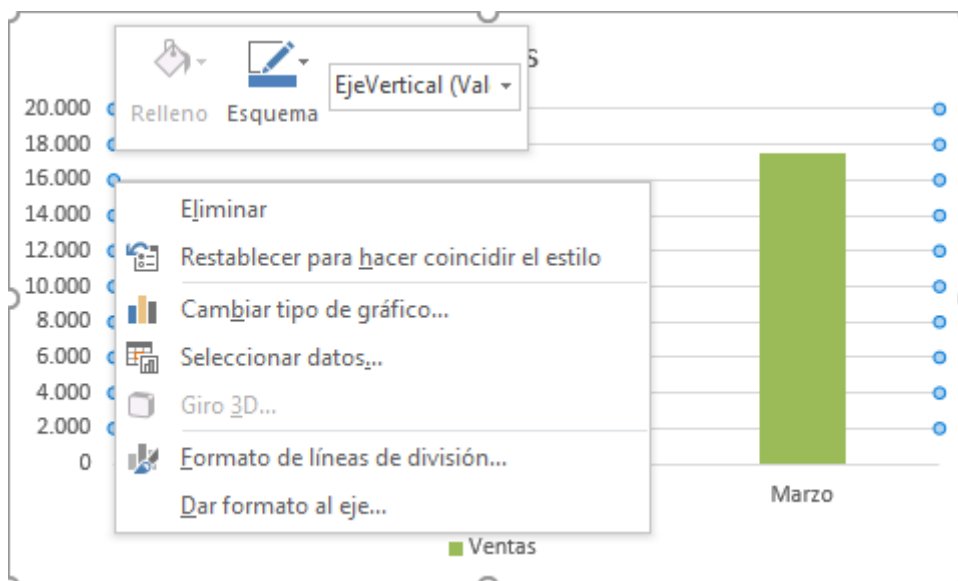 s
Relleno
Esquema
EjeVertical (Val
20.000
18.000
16.000
14.000
12.000
10.000
8.000
6.000
4.000
2.000
0
Eliminar
Restablecer para hacer coincidir el estilo
Cambiar tipo de gráfico...
Seleccionar datos...
Giro 3D...
Formato de líneas de división...
Dar formato al eje...
Marzo
Ventas